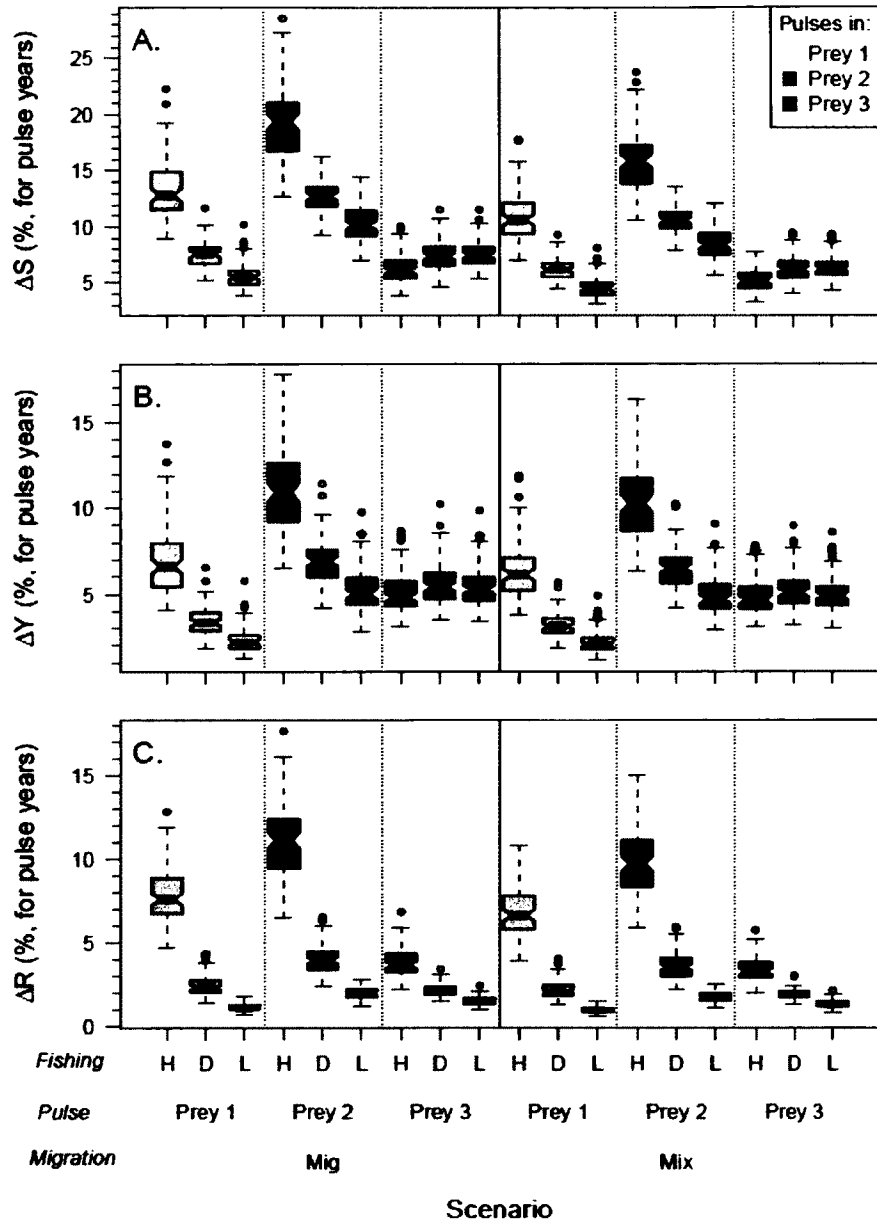 A.
Pulses in:
Prey 1
Prey 2
Prey 3
ΔS (%, for pulse years)
25
20
15
10
5
B.
ΔY (%, for pulse years)
15
10
5
C.
ΔR (%, for pulse years)
15
10
5
0
Fishing H D L H D L H D L H D L H D L H D L
Pulse Prey 1 Prey 2 Prey 3 Prey 1 Prey 2 Prey 3
Migration Mig Mix
Scenario